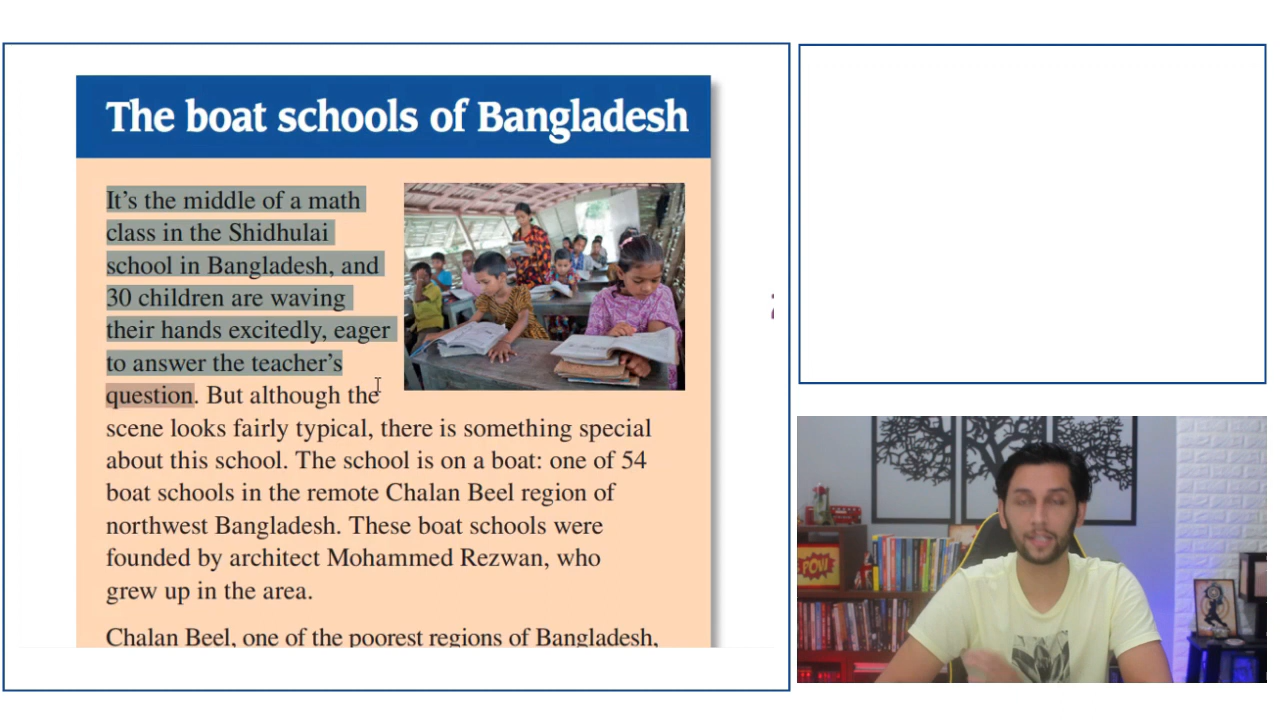 The boat schools of Bangladesh
It's the middle of a math
class in the Shidhulai
school in Bangladesh, and
30 children are waving
their hands excitedly, eager
to answer the teacher's
question. But although the
scene looks fairly typical, there is something special
about this school. The school is on a boat: one of 54
boat schools in the remote Chalan Beel region of
northwest Bangladesh. These boat schools were
founded by architect Mohammed Rezwan, who
grew up in the area.
Chalan Beel, one of the poorest regions of Bangladesh,
POW